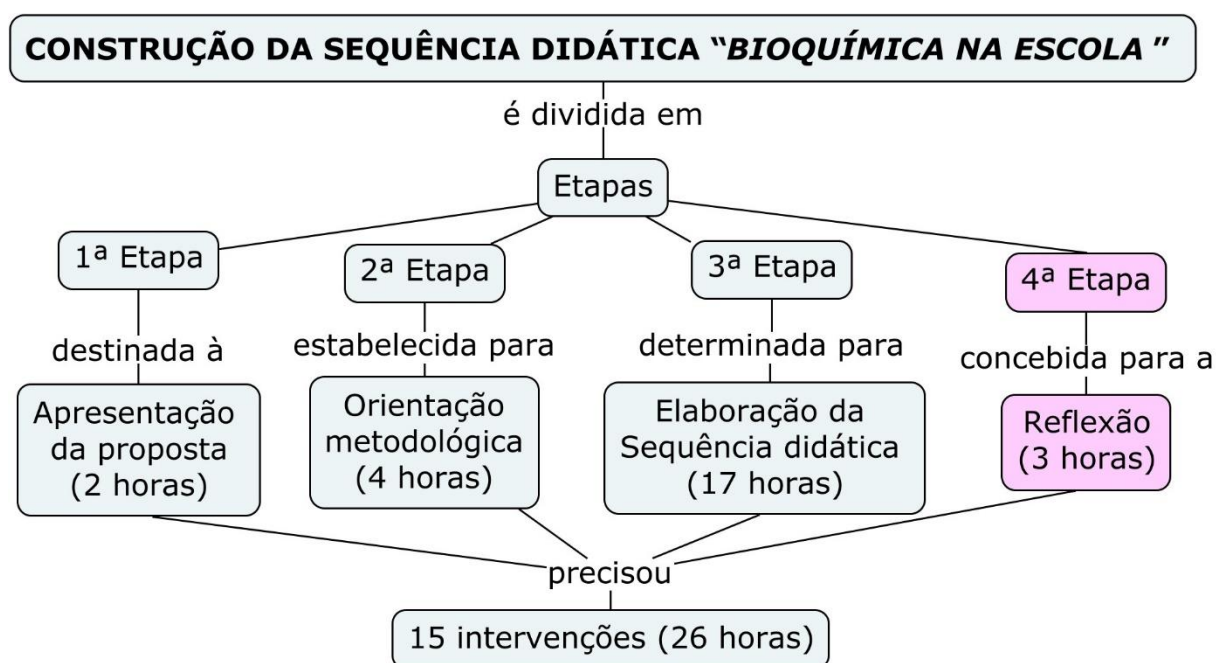 CONSTRUÇÃO DA SEQUÊNCIA DIDÁTICA “BIOQUÍMICA NA ESCOLA ”
é dividida em
Etapas
1ª Etapa
2ª Etapa
3ª Etapa
4ª Etapa
destinada à
estabelecida para
determinada para
concebida para a
Apresentação
da proposta
(2 horas)
Orientação
metodológica
(4 horas)
Elaboração da
Sequência didática
(17 horas)
Reflexão
(3 horas)
precisou
15 intervenções (26 horas)